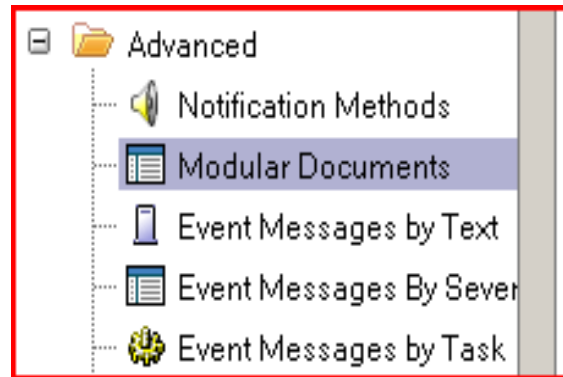 Advanced
Notification Methods
Modular Documents
Event Messages by Text
Event Messages By Sever
Event Messages by Task